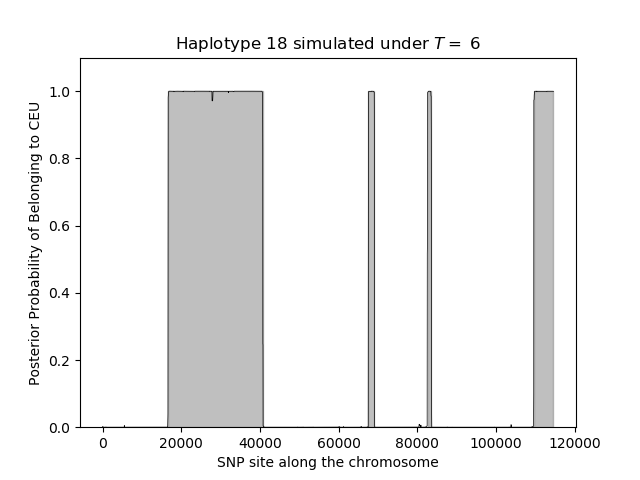 Haplotype 18 simulated under T = 6
Posterior Probability of Belonging to CEU
1.0
0.8
0.6
0.4
0.2
0.0
0 20000 40000 60000 80000 100000 120000
SNP site along the chromosome